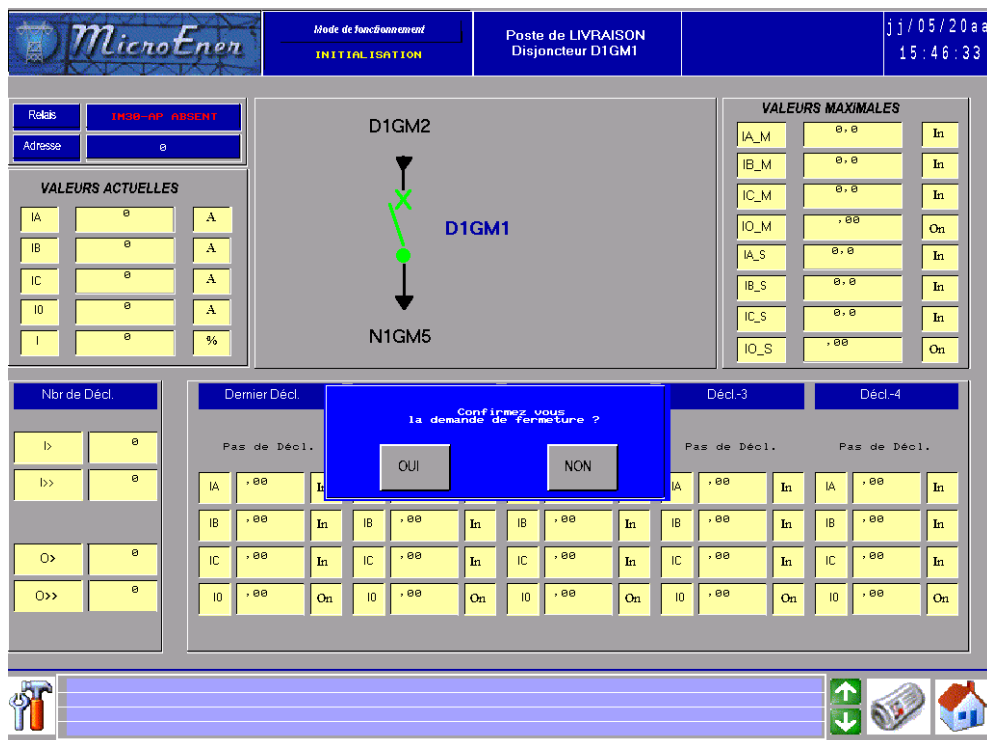 MicroEner
Mode de fonctionnement
INITIALISATION
Poste de LIVRAISON
Disjoncteur D1GM1
jj/05/20aa
15:46:33
Relais
IM30-AP ABSENT
Adresse
0
VALEURS ACTUELLES
IA 0 A
IB 0 A
IC 0 A
I0 0 A
I 0 %
D1GM2
D1GM1
N1GM5
VALEURS MAXIMALES
IA_M 0,0 In
IB_M 0,0 In
IC_M 0,0 In
IO_M ,00 On
IA_S 0,0 In
IB_S 0,0 In
IC_S 0,0 In
IO_S ,00 On
Nbr de Décl.
I> 0
I>> 0
O> 0
O>> 0
Dernier Décl. Décl.-3 Décl.-4
Pas de Décl. Pas de Décl. Pas de Décl.
Confirmez vous
la demande de fermeture ?
OUI NON
IA ,00 In IA ,00 In IA ,00 In
IB ,00 In IB ,00 In IB ,00 In IB ,00 In IB ,00 In
IC ,00 In IC ,00 In IC ,00 In IC ,00 In IC ,00 In
I0 ,00 On I0 ,00 On I0 ,00 On I0 ,00 On I0 ,00 On